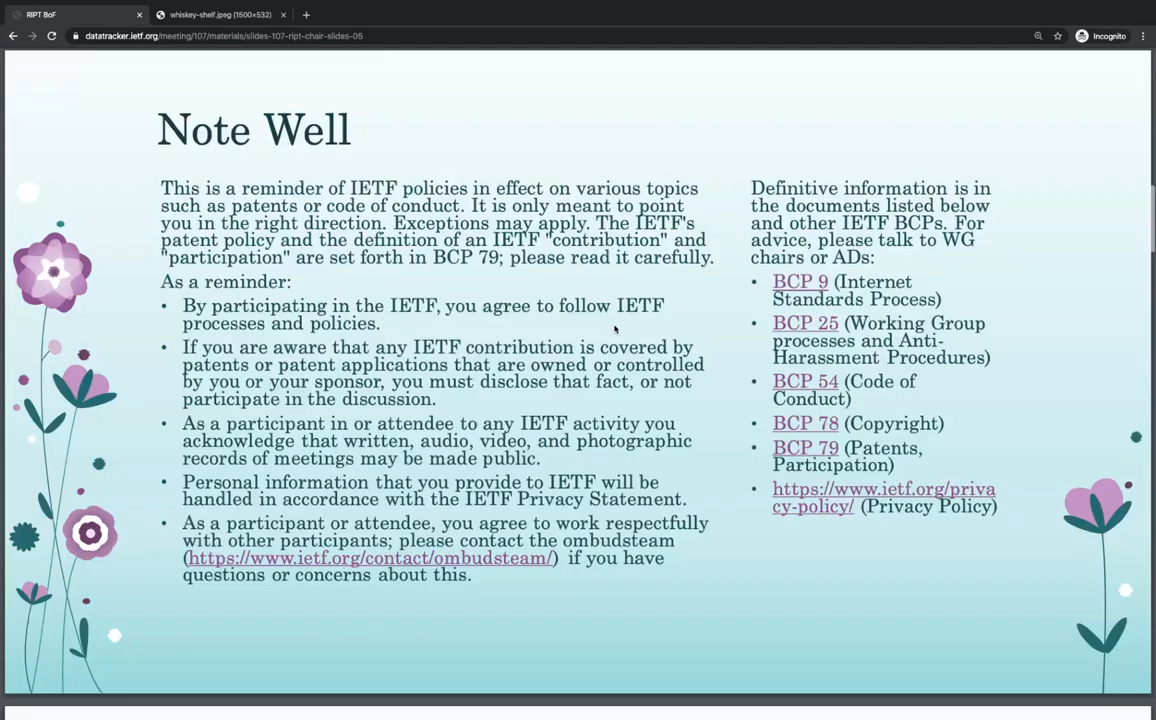 RIPT BoF
whiskey-shelf.jpeg (1500×532)
datatracker.ietf.org/meeting/107/materials/slides-107-ript-chair-slides-05
Incognito
Note Well
This is a reminder of IETF policies in effect on various topics
such as patents or code of conduct. It is only meant to point
you in the right direction. Exceptions may apply. The IETF's
patent policy and the definition of an IETF "contribution" and
"participation" are set forth in BCP 79; please read it carefully.
As a reminder:
• By participating in the IETF, you agree to follow IETF
processes and policies.
• If you are aware that any IETF contribution is covered by
patents or patent applications that are owned or controlled
by you or your sponsor, you must disclose that fact, or not
participate in the discussion.
• As a participant in or attendee to any IETF activity you
acknowledge that written, audio, video, and photographic
records of meetings may be made public.
• Personal information that you provide to IETF will be
handled in accordance with the IETF Privacy Statement.
• As a participant or attendee, you agree to work respectfully
with other participants; please contact the ombudsteam
(https://www.ietf.org/contact/ombudsteam/) if you have
questions or concerns about this.
Definitive information is in
the documents listed below
and other IETF BCPs. For
advice, please talk to WG
chairs or ADs:
• BCP 9 (Internet
Standards Process)
• BCP 25 (Working Group
processes and Anti-
Harassment Procedures)
• BCP 54 (Code of
Conduct)
• BCP 78 (Copyright)
• BCP 79 (Patents,
Participation)
• https://www.ietf.org/priva
cy-policy/ (Privacy Policy)